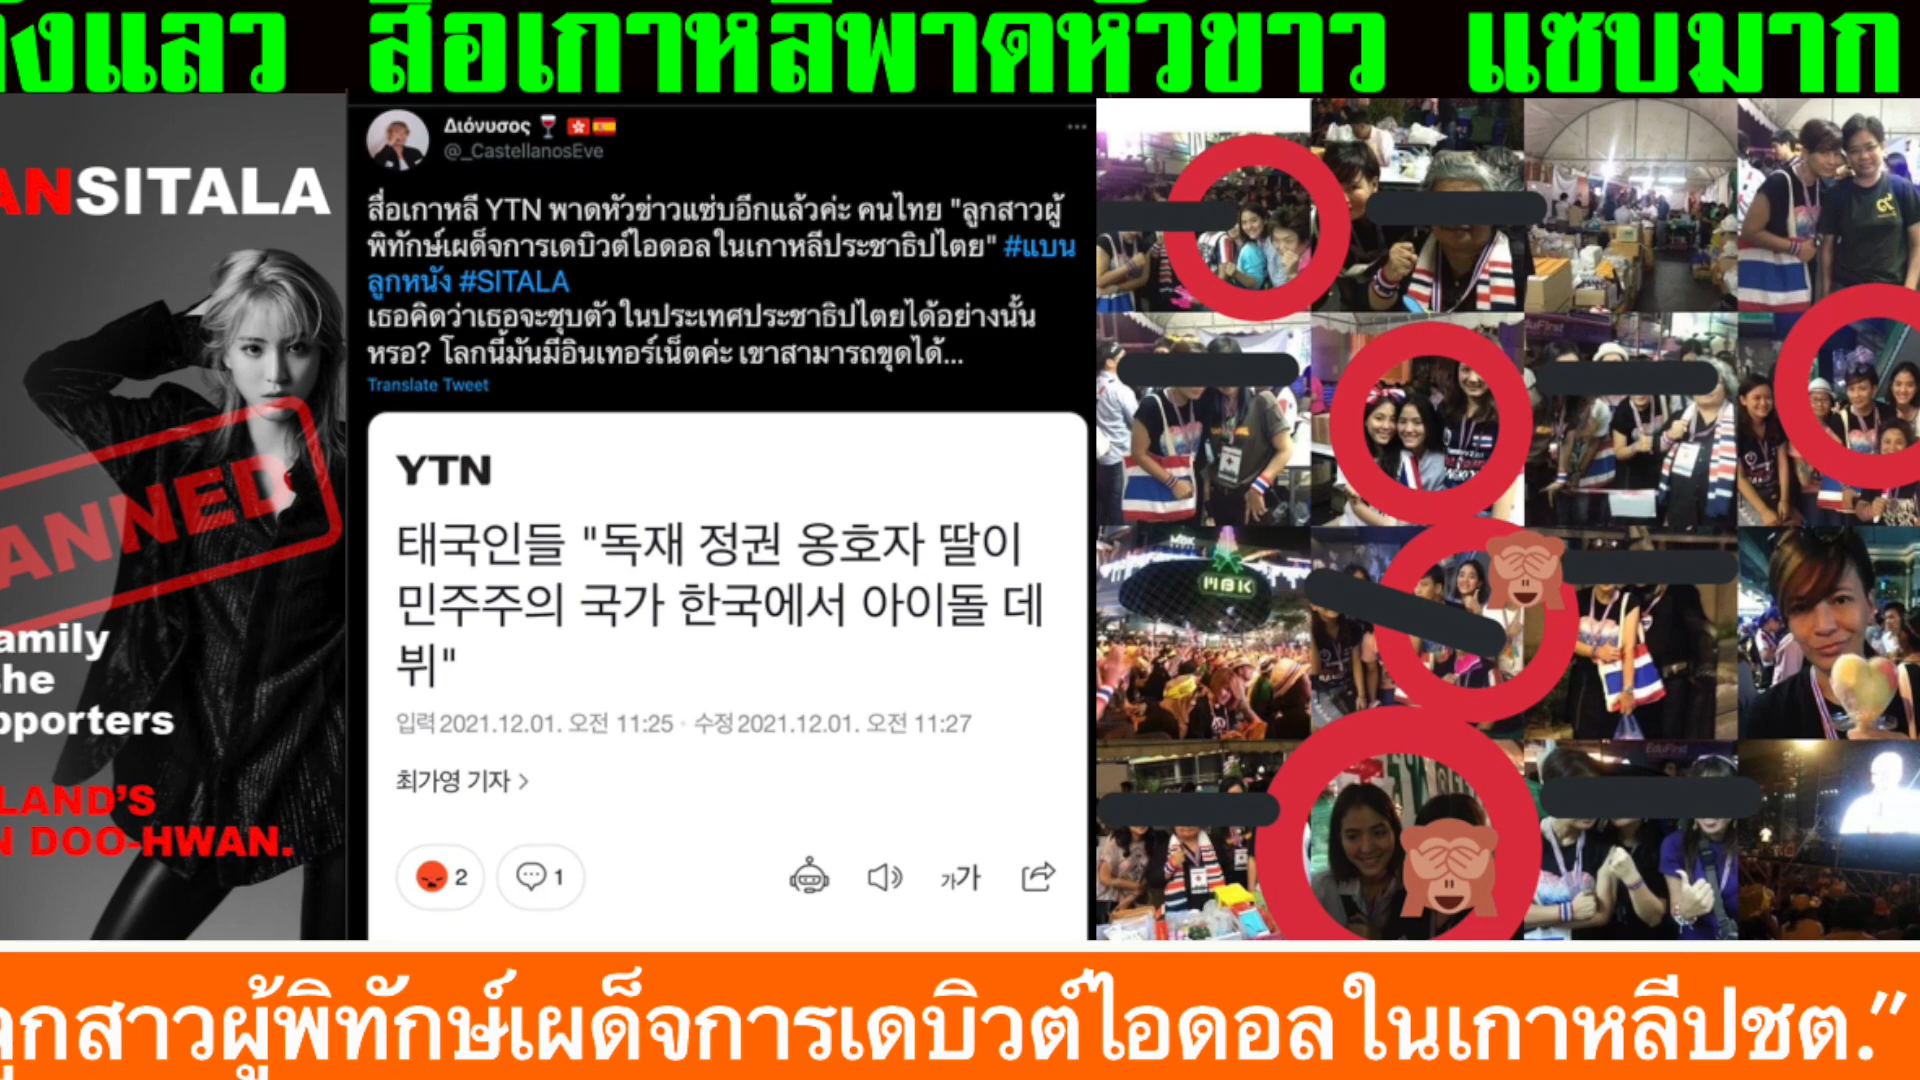 สื่อเกาหลีพาดหัวข่าว แซ่บมาก
SITALA
BANNED
family
she
supporters
DOO-HWAN.
Διόνυσος
@_CastellanosEve
สื่อเกาหลี YTN พาดหัวข่าวแซ่บอีกแล้วค่ะ คนไทย "ลูกสาวผู้
พิทักษ์เผด็จการเดบิวต์ไอดอลในเกาหลีประชาธิปไตย" #แบน
ลูกหนัง #SITALA
เธอคิดว่าเธอจะชุบตัวในประเทศประชาธิปไตยได้อย่างนั้น
หรอ? โลกนี้มันมีอินเทอร์เน็ตค่ะ เขาสามารถขุดได้...
Translate Tweet
YTN
태국인들 "독재 정권 옹호자 딸이
민주주의 국가 한국에서 아이돌 데
뷔"
입력 2021.12.01. 오전 11:25 · 수정 2021.12.01. 오전 11:27
최가영 기자 >
2
1
가가
MBK
MBK
EduFirst
ลูกสาวผู้พิทักษ์เผด็จการเดบิวต์ไอดอลในเกาหลีปชต.”